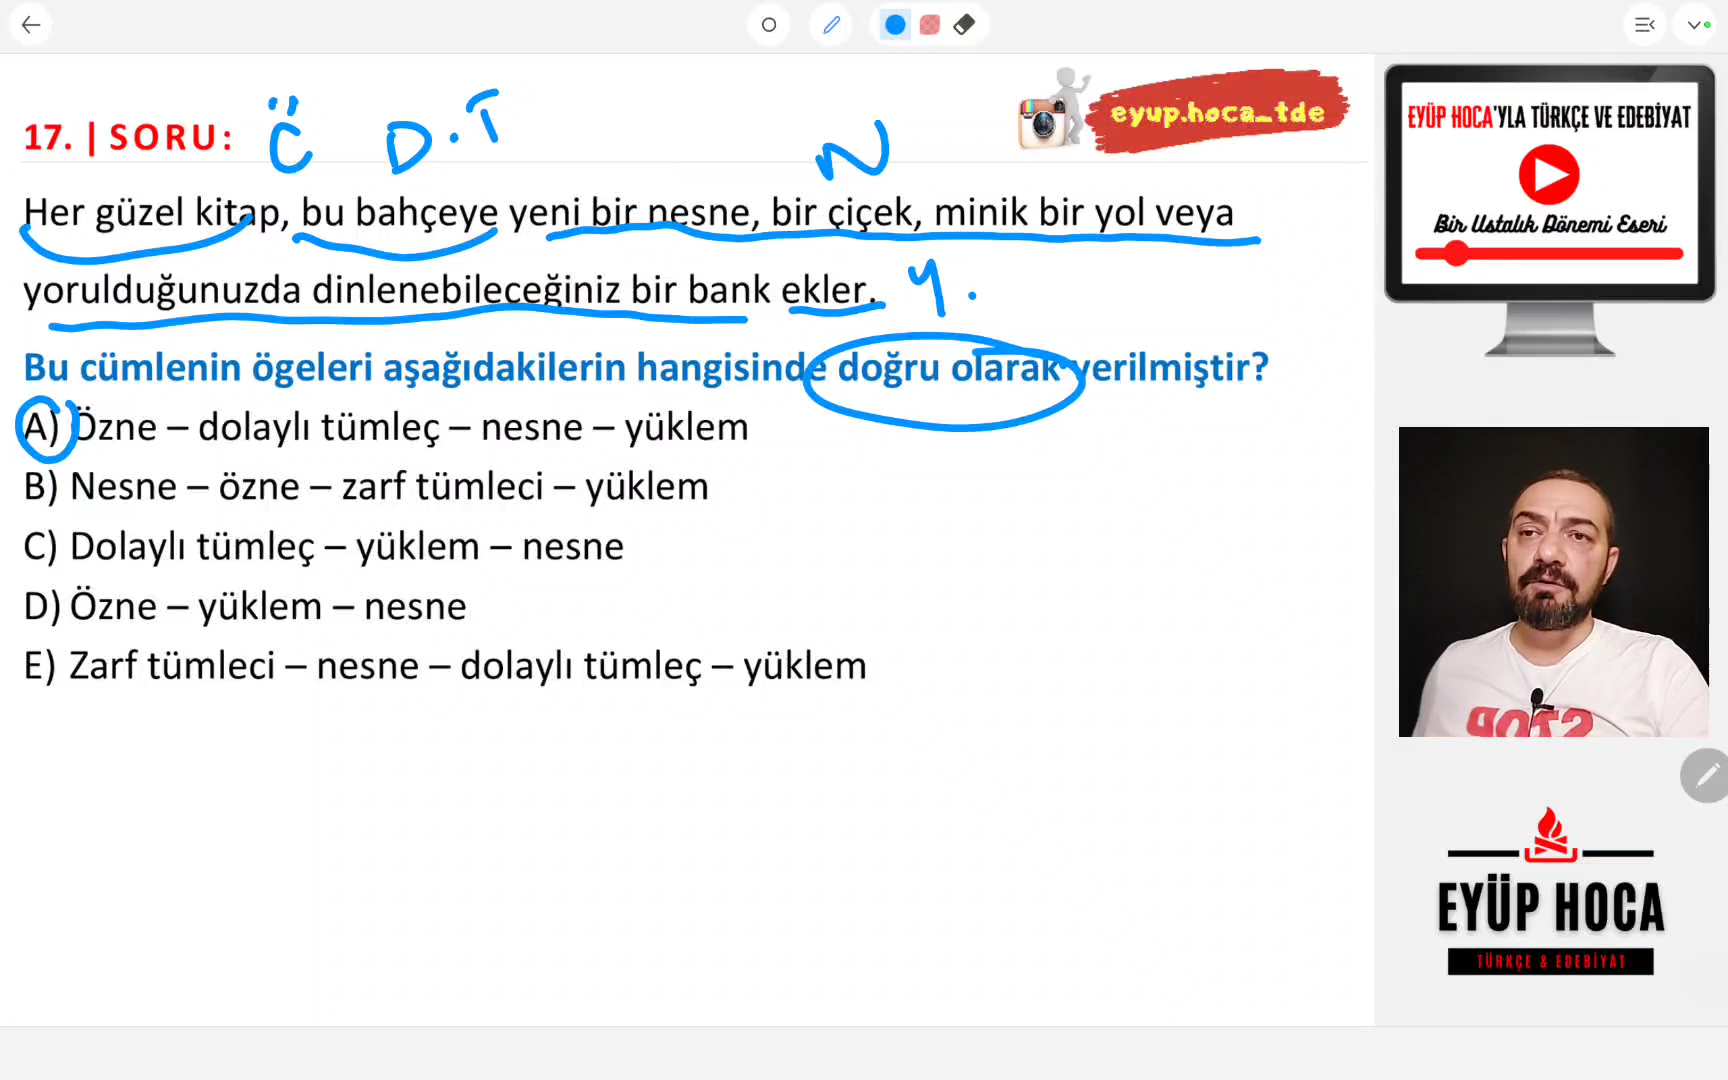 eyup.hoca_tde
17. | SORU:
Ö D.T N
Her güzel kitap, bu bahçeye yeni bir nesne, bir çiçek, minik bir yol veya
yorulduğunuzda dinlenebileceğiniz bir bank ekler. Y.
Bu cümlenin ögeleri aşağıdakilerin hangisinde doğru olarak verilmiştir?
A) Özne – dolaylı tümleç – nesne – yüklem
B) Nesne – özne – zarf tümleci – yüklem
C) Dolaylı tümleç – yüklem – nesne
D) Özne – yüklem – nesne
E) Zarf tümleci – nesne – dolaylı tümleç – yüklem
EYÜP HOCA'YLA TÜRKÇE VE EDEBİYAT
Bir Ustalık Dönemi Eseri
STOP
EYÜP HOCA
TÜRKÇE & EDEBİYAT